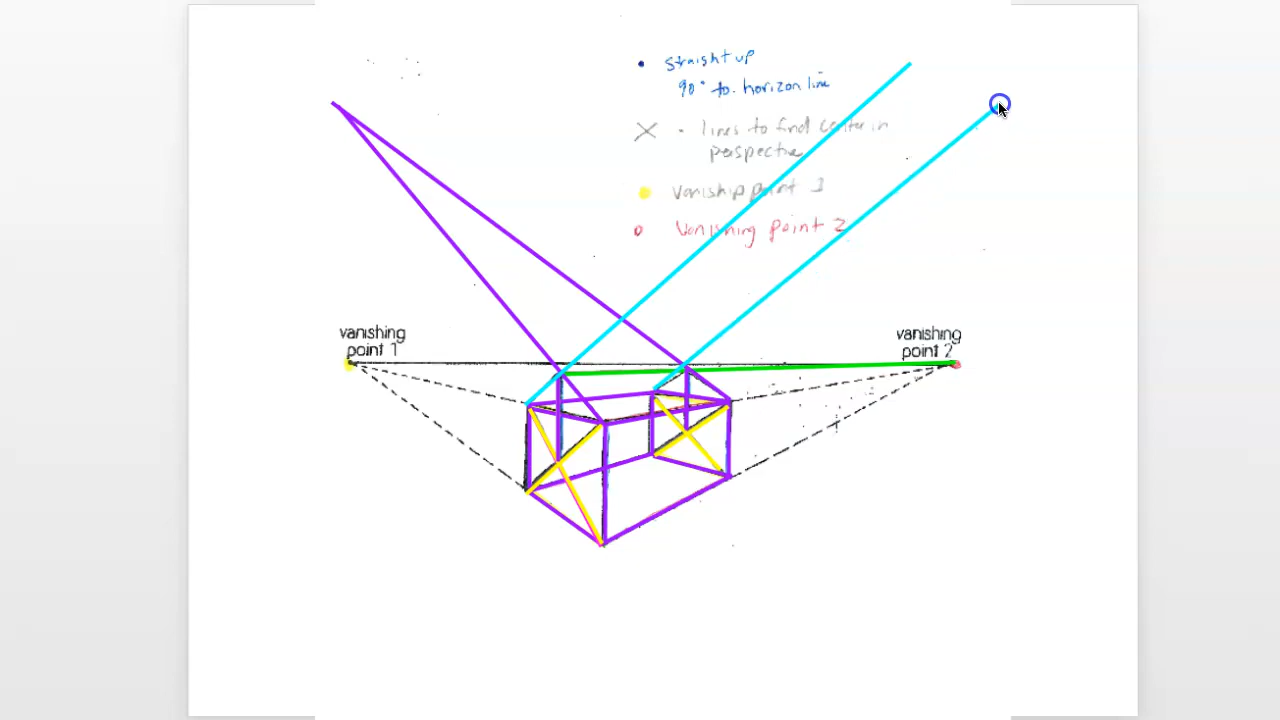 straight up
90° to horizon line
lines to find center in
perspective
Vaniship point 1
Vanishing point 2
vanishing
point 1
vanishing
point 2